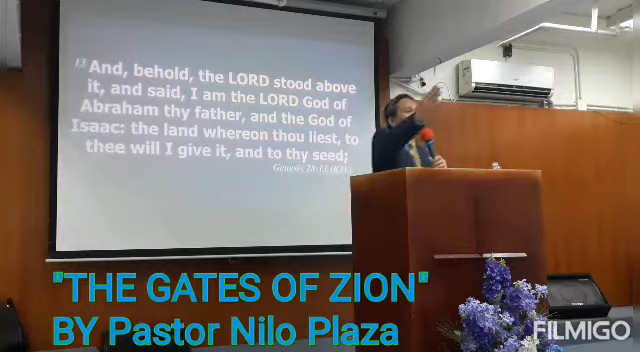 13 And, behold, the LORD stood above
it, and said, I am the LORD God of
Abraham thy father, and the God of
Isaac: the land whereon thou liest, to
thee will I give it, and to thy seed;
Genesis 28:13 (KJV)
"THE GATES OF ZION"
BY Pastor Nilo Plaza
FILMIGO